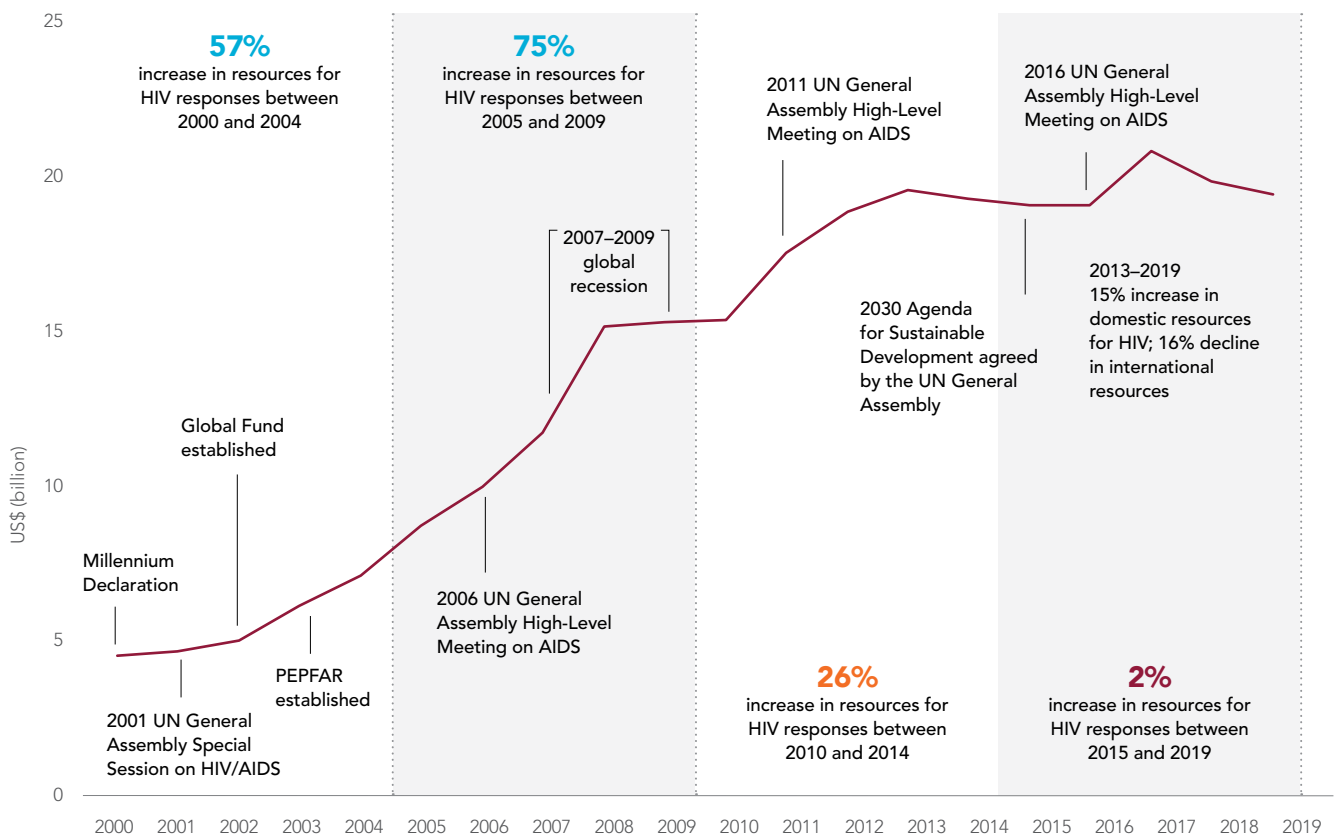 25
20
15
10
5
0
US$ (billion)
57%
increase in resources for
HIV responses between
2000 and 2004
75%
increase in resources for
HIV responses between
2005 and 2009
2011 UN General
Assembly High-Level
Meeting on AIDS
2016 UN General
Assembly High-Level
Meeting on AIDS
2007–2009
global
recession
2030 Agenda
for Sustainable
Development agreed
by the UN General
Assembly
2013–2019
15% increase in
domestic resources
for HIV; 16% decline
in international
resources
Global Fund
established
Millennium
Declaration
2006 UN General
Assembly High-Level
Meeting on AIDS
PEPFAR
established
2001 UN General
Assembly Special
Session on HIV/AIDS
26%
increase in resources for
HIV responses between
2010 and 2014
2%
increase in resources for
HIV responses between
2015 and 2019
2000 2001 2002 2003 2004 2005 2006 2007 2008 2009 2010 2011 2012 2013 2014 2015 2016 2017 2018 2019